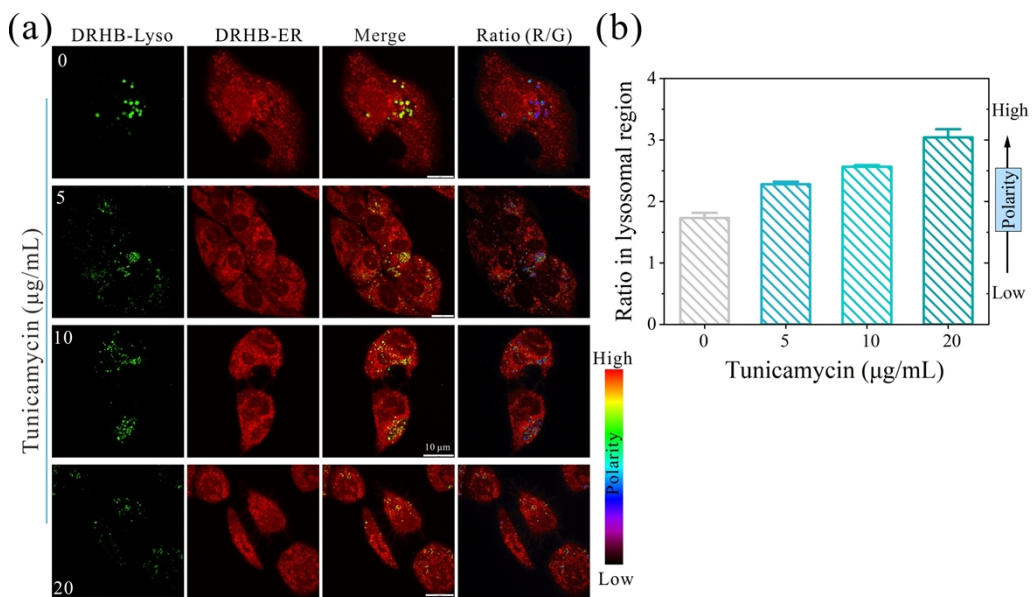 (a)
DRHB-Lyso DRHB-ER Merge Ratio (R/G)
0
5
10
20
Tunicamycin (μg/mL)
10 μm
High
Polarity
Low
(b)
Ratio in lysosomal region
4
3
2
1
0
0 5 10 20
Tunicamycin (μg/mL)
High
Polarity
Low